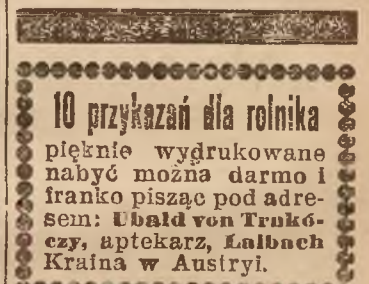 10 przykazań dla rolnika
pięknie wydrukowane
nabyć można darmo i
franko pisząc pod adre-
sem: Ubald von Trnkó-
czy, aptekarz, Laibach
Kraina w Austryi.